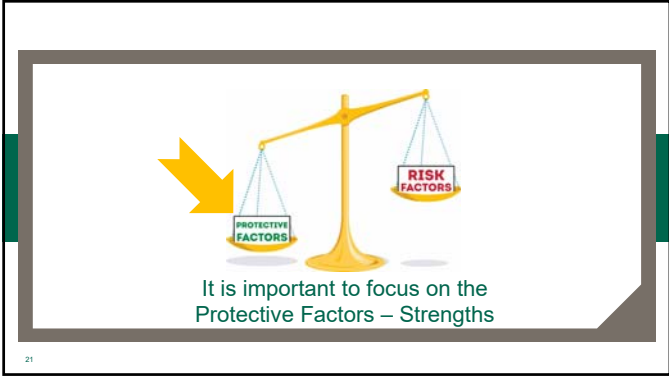 RISK
FACTORS
PROTECTIVE
FACTORS
It is important to focus on the
Protective Factors – Strengths
21